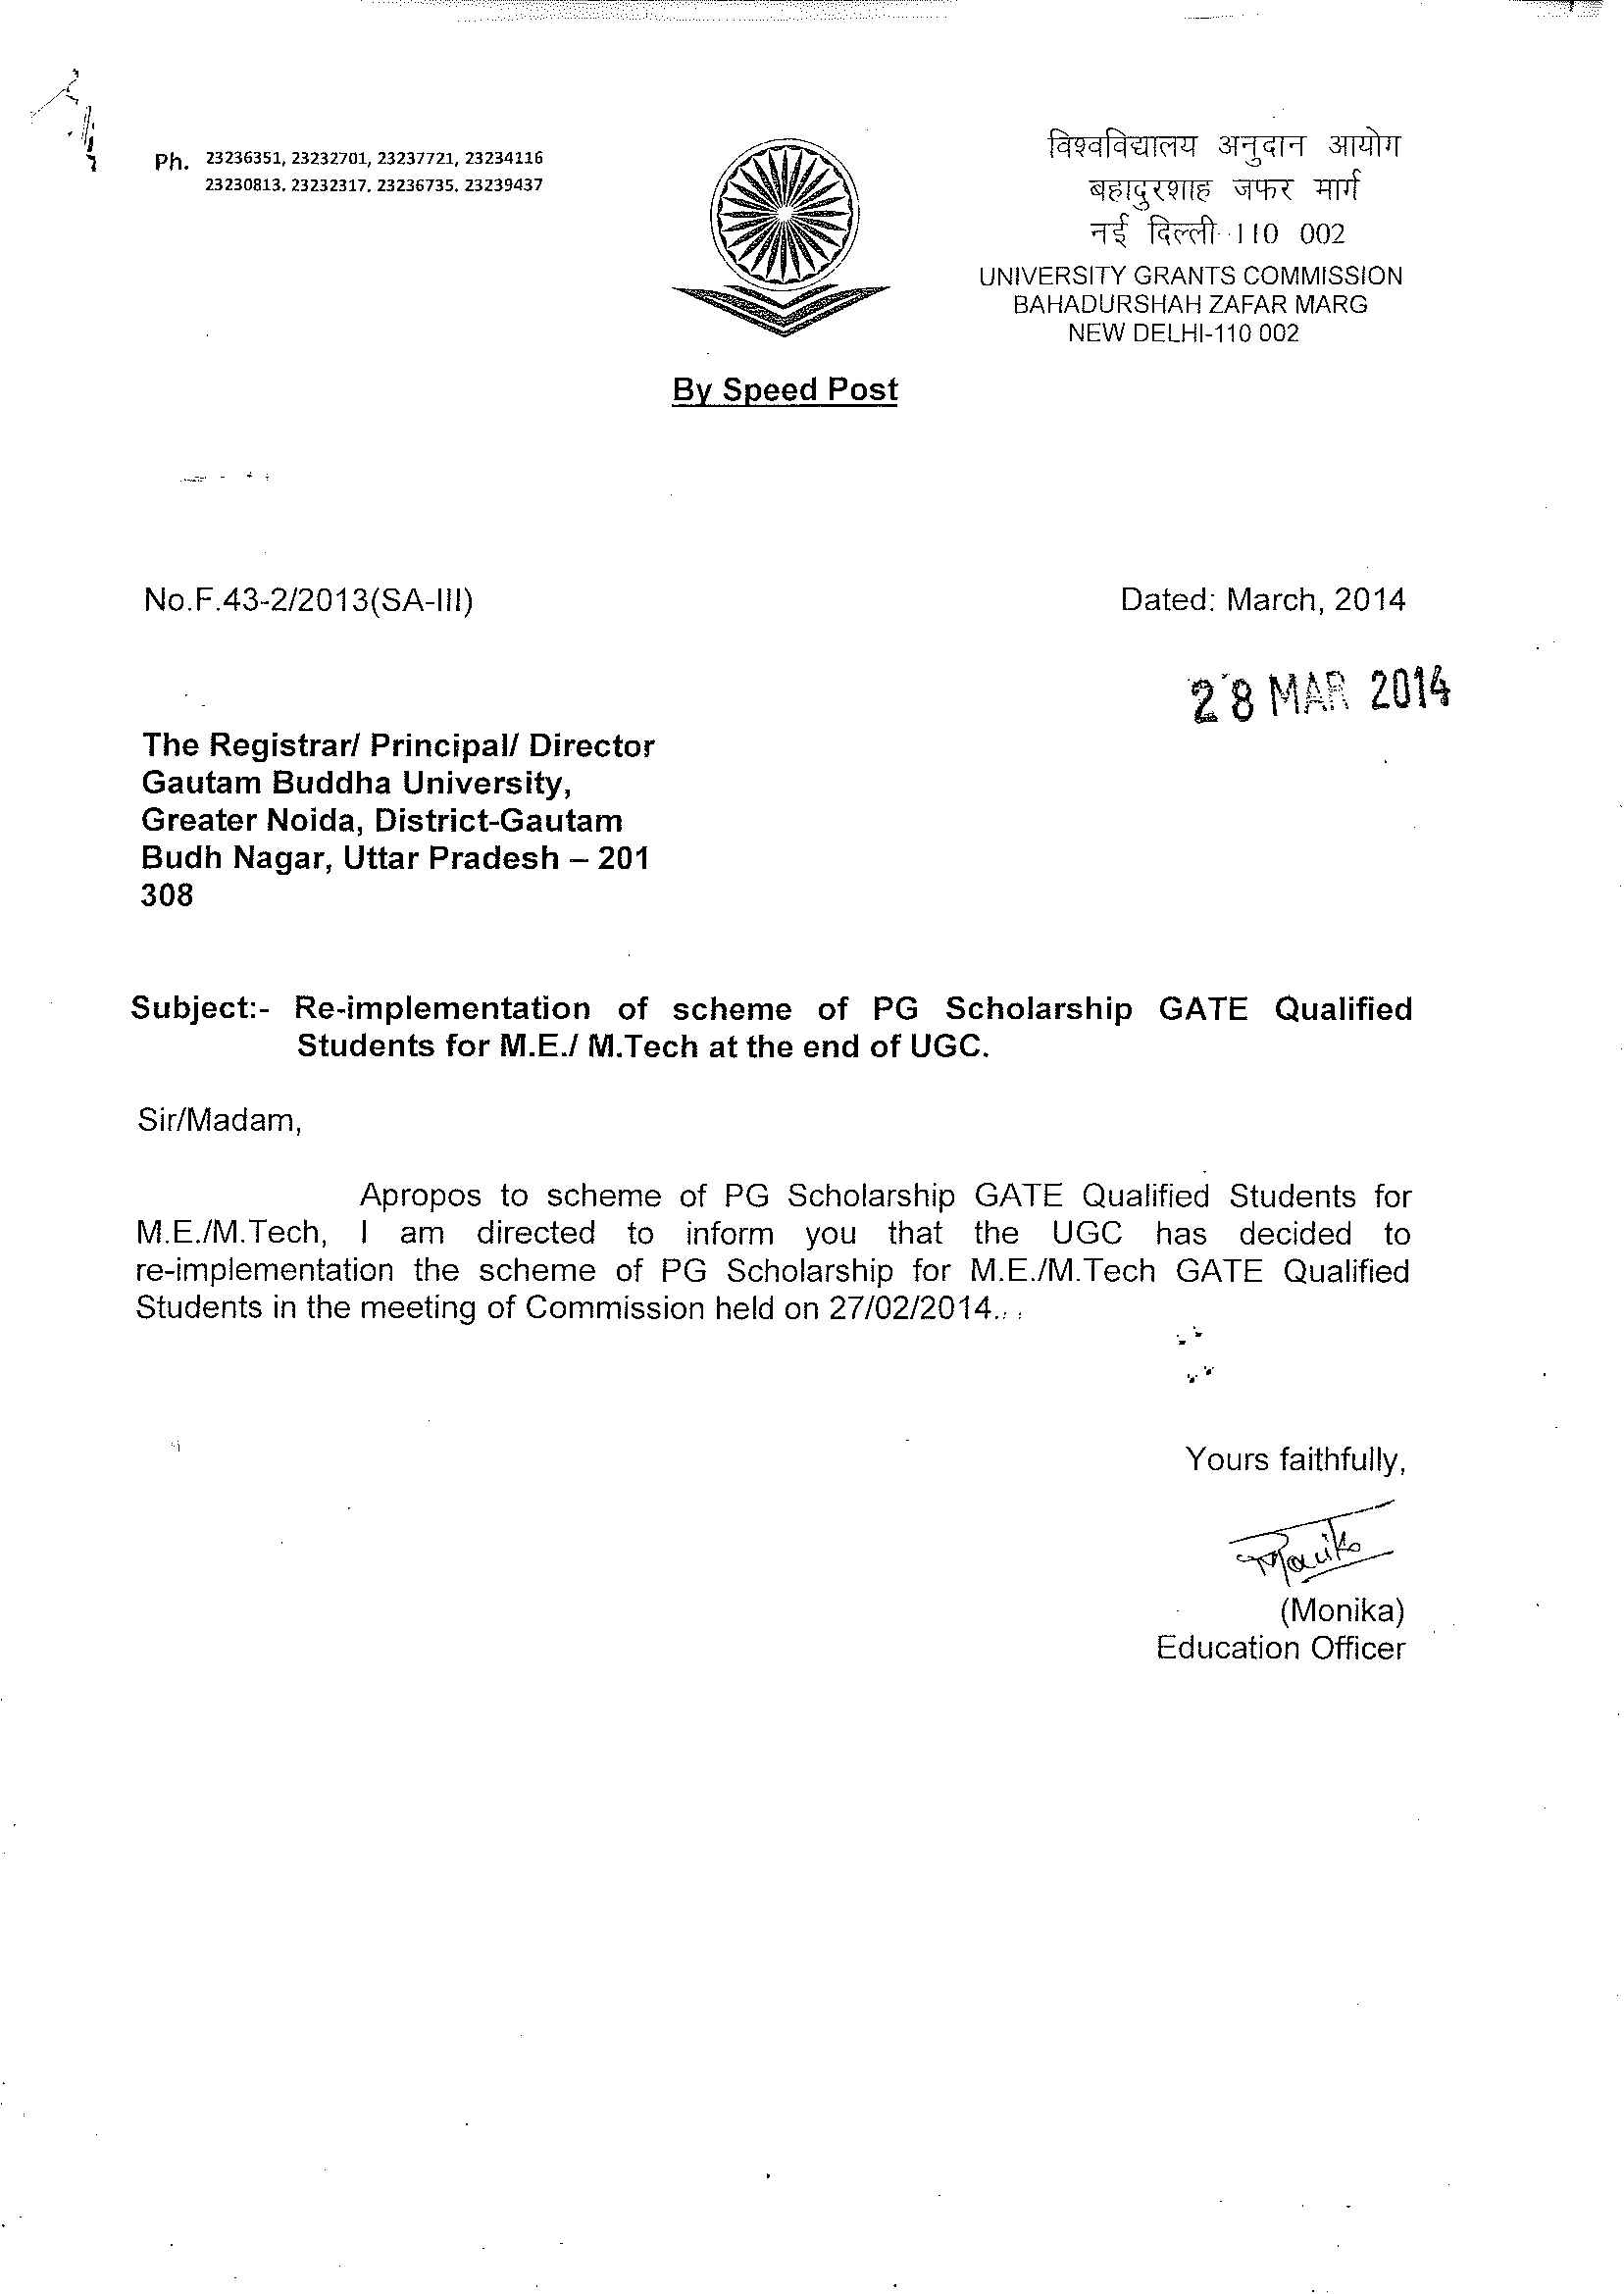 Ph. 23236351, 23232701, 23237721, 23234116
23230813. 23232317. 23236735. 23239437
विश्वविद्यालय अनुदान आयोग
बहादुरशाह जफर मार्ग
नई दिल्ली-110 002
UNIVERSITY GRANTS COMMISSION
BAHADURSHAH ZAFAR MARG
NEW DELHI-110 002
By Speed Post
No.F.43-2/2013(SA-III)
Dated: March, 2014
28 MAR 2014
The Registrar/ Principal/ Director
Gautam Buddha University,
Greater Noida, District-Gautam
Budh Nagar, Uttar Pradesh – 201
308
Subject:- Re-implementation of scheme of PG Scholarship GATE Qualified
Students for M.E./ M.Tech at the end of UGC.
Sir/Madam,
Apropos to scheme of PG Scholarship GATE Qualified Students for
M.E./M.Tech, I am directed to inform you that the UGC has decided to
re-implementation the scheme of PG Scholarship for M.E./M.Tech GATE Qualified
Students in the meeting of Commission held on 27/02/2014.
Yours faithfully,
Monika
(Monika)
Education Officer